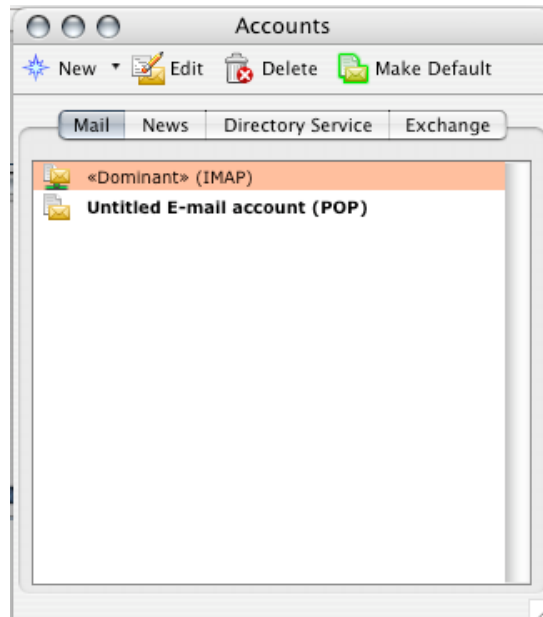 Accounts
New Edit Delete Make Default
Mail News Directory Service Exchange
«Dominant» (IMAP)
Untitled E-mail account (POP)